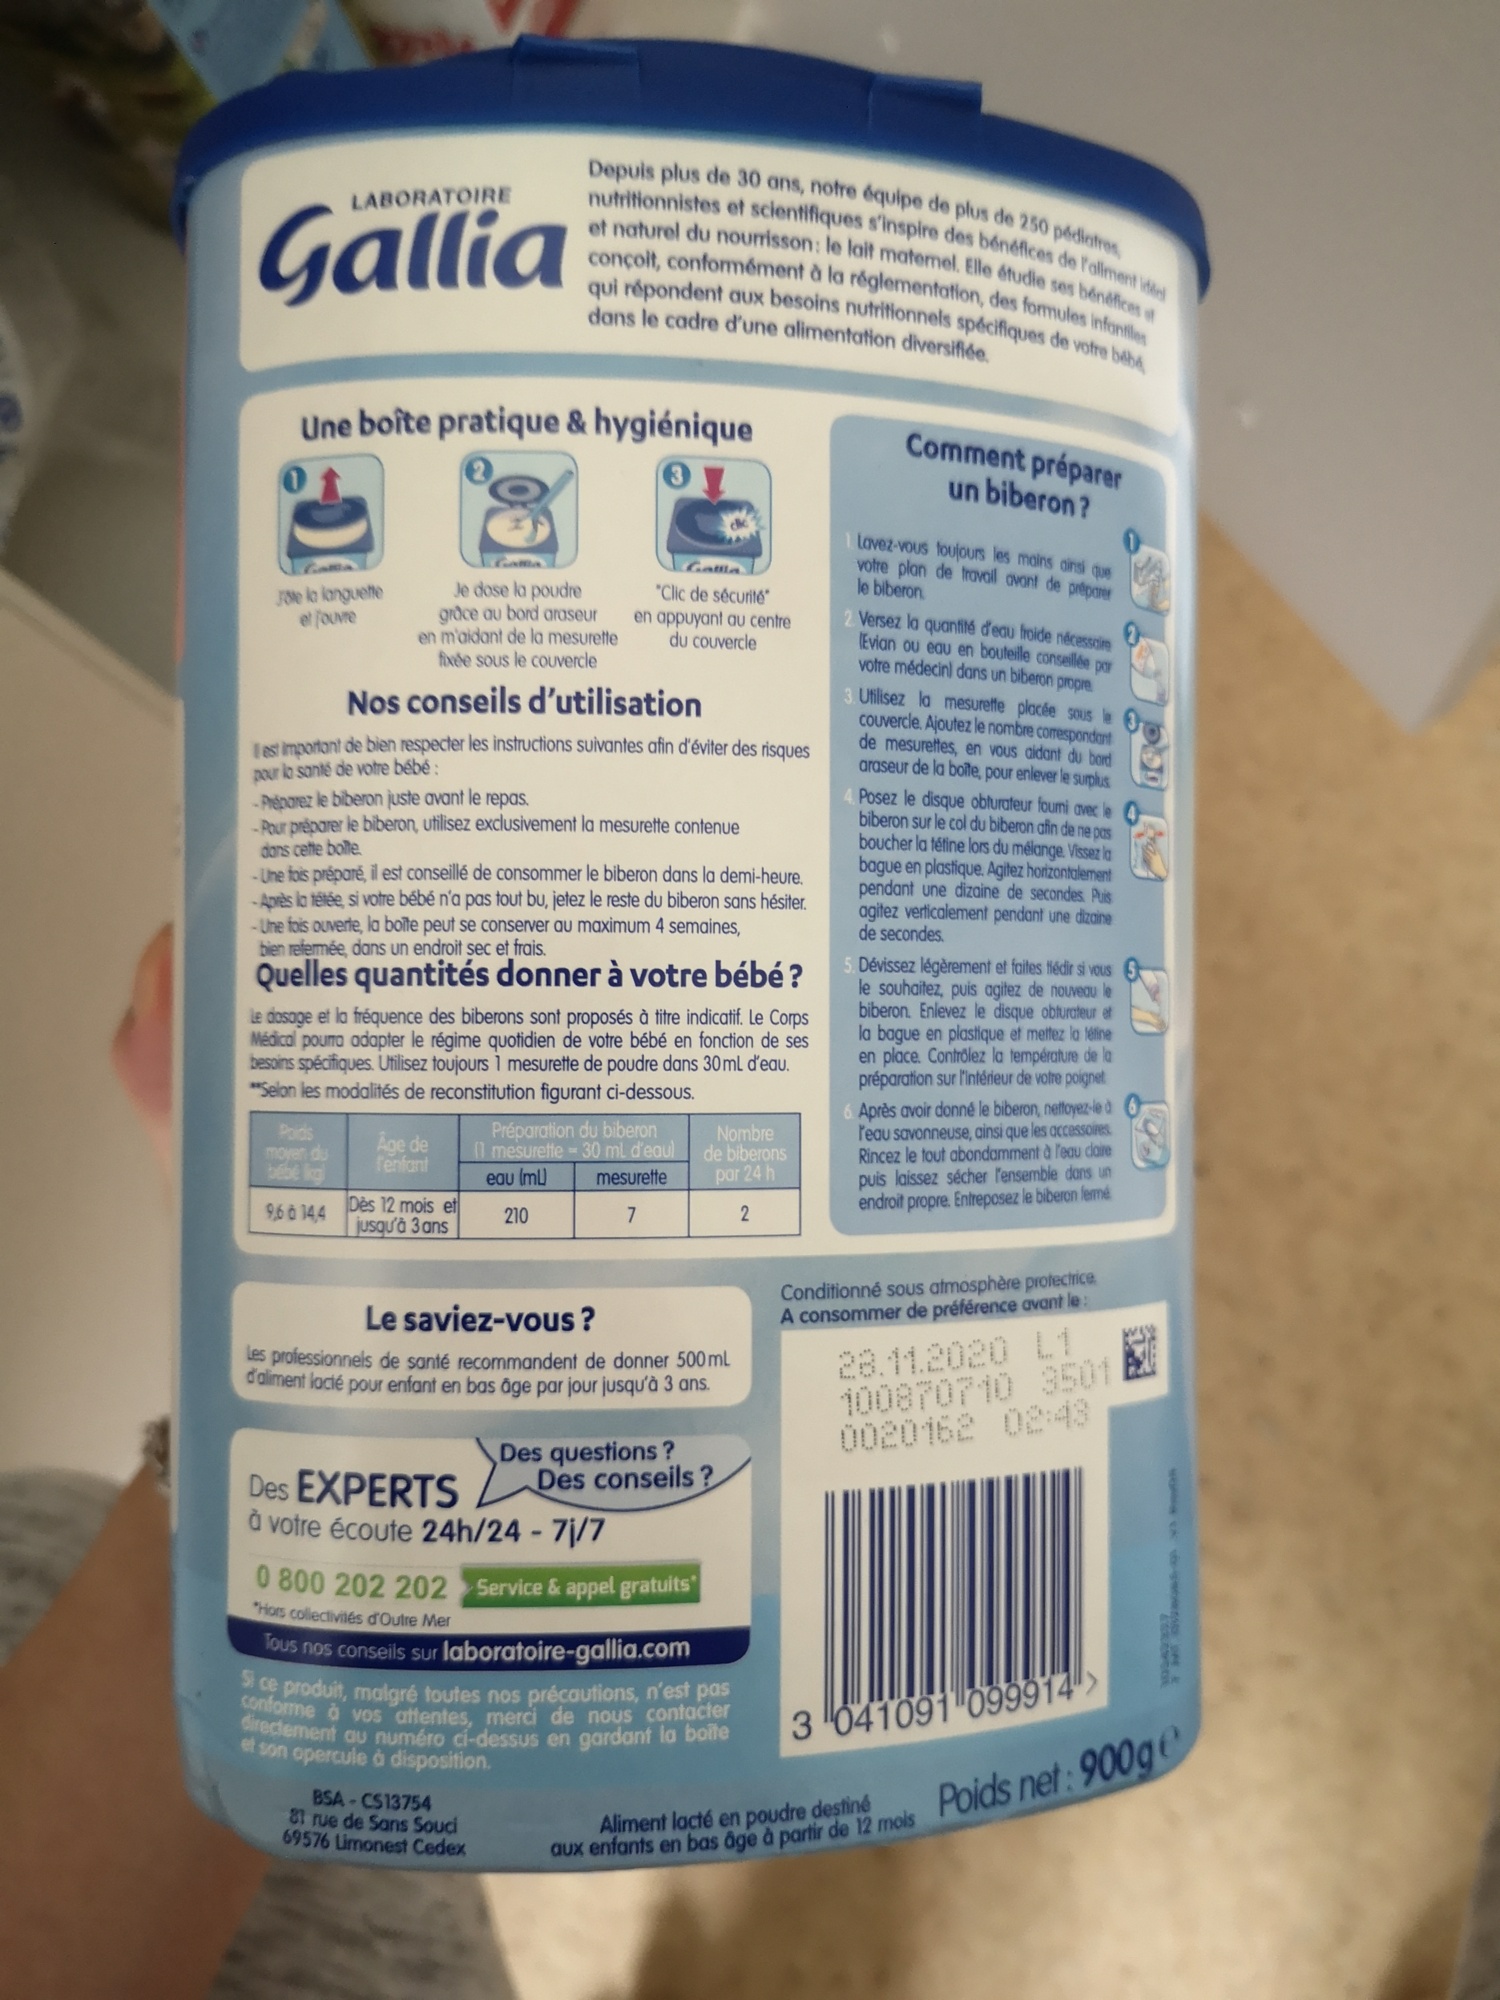 LABORATOIRE
Gallia
Depuis plus de 30 ans, notre équipe de plus de 250 pédiatres,
nutritionnistes et scientifiques s'inspire des bénéfices de l'aliment idéal
et naturel du nourrisson : le lait maternel. Elle étudie ses bénéfices et
conçoit, conformément à la réglementation, des formules infantiles
qui répondent aux besoins nutritionnels spécifiques de votre bébé,
dans le cadre d'une alimentation diversifiée.
Une boîte pratique & hygiénique
1
2
3
clic
Gallia
Gallia
Gallia
J'ôte la languette
et j'ouvre
Je dose la poudre
grâce au bord araseur
en m'aidant de la mesurette
fixée sous le couvercle
"Clic de sécurité"
en appuyant au centre
du couvercle
Nos conseils d'utilisation
Il est important de bien respecter les instructions suivantes afin d'éviter des risques
pour la santé de votre bébé :
- Préparez le biberon juste avant le repas.
- Pour préparer le biberon, utilisez exclusivement la mesurette contenue
dans cette boîte.
- Une fois préparé, il est conseillé de consommer le biberon dans la demi-heure.
- Après la tétée, si votre bébé n'a pas tout bu, jetez le reste du biberon sans hésiter.
- Une fois ouverte, la boîte peut se conserver au maximum 4 semaines,
bien refermée, dans un endroit sec et frais.
Quelles quantités donner à votre bébé ?
Le dosage et la fréquence des biberons sont proposés à titre indicatif. Le Corps
Médical pourra adapter le régime quotidien de votre bébé en fonction de ses
besoins spécifiques. Utilisez toujours 1 mesurette de poudre dans 30 mL d'eau.
**Selon les modalités de reconstitution figurant ci-dessous.
Poids
moyen du
bébé (kg)
Âge de
l'enfant
Préparation du biberon
(1 mesurette = 30 mL d'eau)
eau (mL)
mesurette
Nombre
de biberons
par 24 h
9,6 à 14,4
Dès 12 mois et
jusqu'à 3 ans
210
7
2
Comment préparer
un biberon ?
1. Lavez-vous toujours les mains ainsi que
votre plan de travail avant de préparer
le biberon.
2. Versez la quantité d'eau froide nécessaire
(Evian ou eau en bouteille conseillée par
votre médecin) dans un biberon propre.
3. Utilisez la mesurette placée sous le
couvercle. Ajoutez le nombre correspondant
de mesurettes, en vous aidant du bord
araseur de la boîte, pour enlever le surplus.
4. Posez le disque obturateur fourni avec le
biberon sur le col du biberon afin de ne pas
boucher la tétine lors du mélange. Vissez la
bague en plastique. Agitez horizontalement
pendant une dizaine de secondes. Puis
agitez verticalement pendant une dizaine
de secondes.
5. Dévissez légèrement et faites tiédir si vous
le souhaitez, puis agitez de nouveau le
biberon. Enlevez le disque obturateur et
la bague en plastique et mettez la tétine
en place. Contrôlez la température de la
préparation sur l'intérieur de votre poignet.
6. Après avoir donné le biberon, nettoyez-le à
l'eau savonneuse, ainsi que les accessoires.
Rincez le tout abondamment à l'eau claire
puis laissez sécher l'ensemble dans un
endroit propre. Entreposez le biberon fermé.
1
2
3
4
5
6
Le saviez-vous ?
Les professionnels de santé recommandent de donner 500 mL
d'aliment lacté pour enfant en bas âge par jour jusqu'à 3 ans.
Des questions ?
Des conseils ?
Des EXPERTS
à votre écoute 24h/24 - 7j/7
0 800 202 202 Service & appel gratuits*
*Hors collectivités d'Outre Mer
Tous nos conseils sur laboratoire-gallia.com
Si ce produit, malgré toutes nos précautions, n'est pas
conforme à vos attentes, merci de nous contacter
directement au numéro ci-dessus en gardant la boîte
et son opercule à disposition.
BSA - CS13754
81 rue de Sans Souci
69576 Limonest Cedex
Conditionné sous atmosphère protectrice.
A consommer de préférence avant le :
28.11.2020 L1
100870710 3501
0020162 02:43
3 041091 099914 >
Aliment lacté en poudre destiné
aux enfants en bas âge à partir de 12 mois
Poids net : 900g e